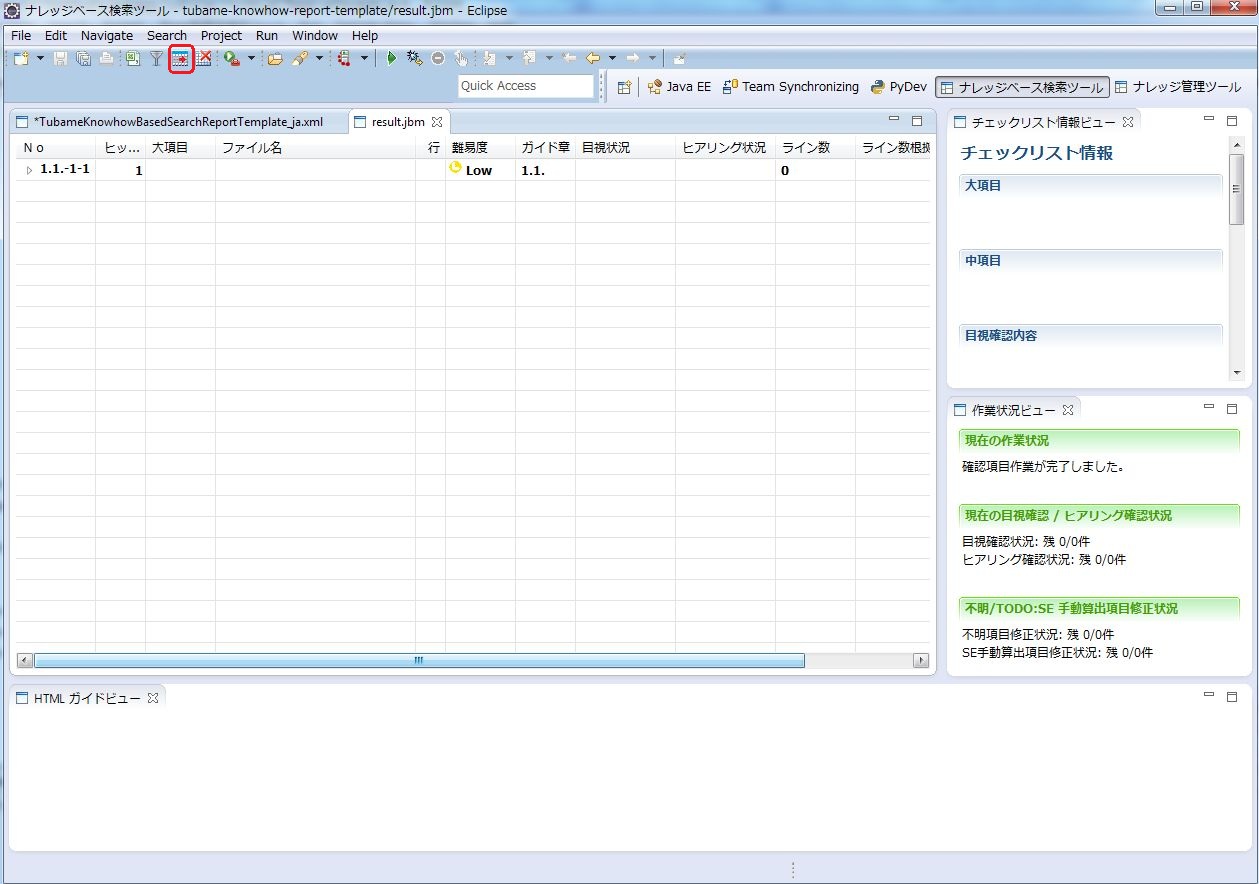 ナレッジベース検索ツール - tubame-knowhow-report-template/result.jbm - Eclipse
File Edit Navigate Search Project Run Window Help
Quick Access
Java EE Team Synchronizing PyDev ナレッジベース検索ツール ナレッジ管理ツール
*TubameKnowhowBasedSearchReportTemplate_ja.xml result.jbm
No ヒッ... 大項目 ファイル名 行 難易度 ガイド章 目視状況 ヒアリング状況 ライン数 ライン数根拠
1.1.-1-1 1 Low 1.1. 0
チェックリスト情報ビュー
チェックリスト情報
大項目
中項目
目視確認内容
作業状況ビュー
現在の作業状況
確認項目作業が完了しました。
現在の目視確認 / ヒアリング確認状況
目視確認状況: 残 0/0件
ヒアリング確認状況: 残 0/0件
不明/TODO:SE 手動算出項目修正状況
不明項目修正状況: 残 0/0件
SE手動算出項目修正状況: 残 0/0件
HTML ガイドビュー